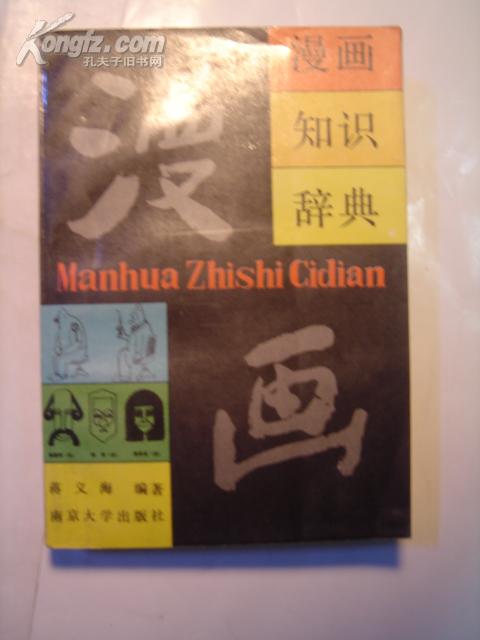 Kongfz.com
孔夫子旧书网
漫画
知识
辞典
漫
Manhua Zhishi Cidian
画
蒋义海 编著
南京大学出版社